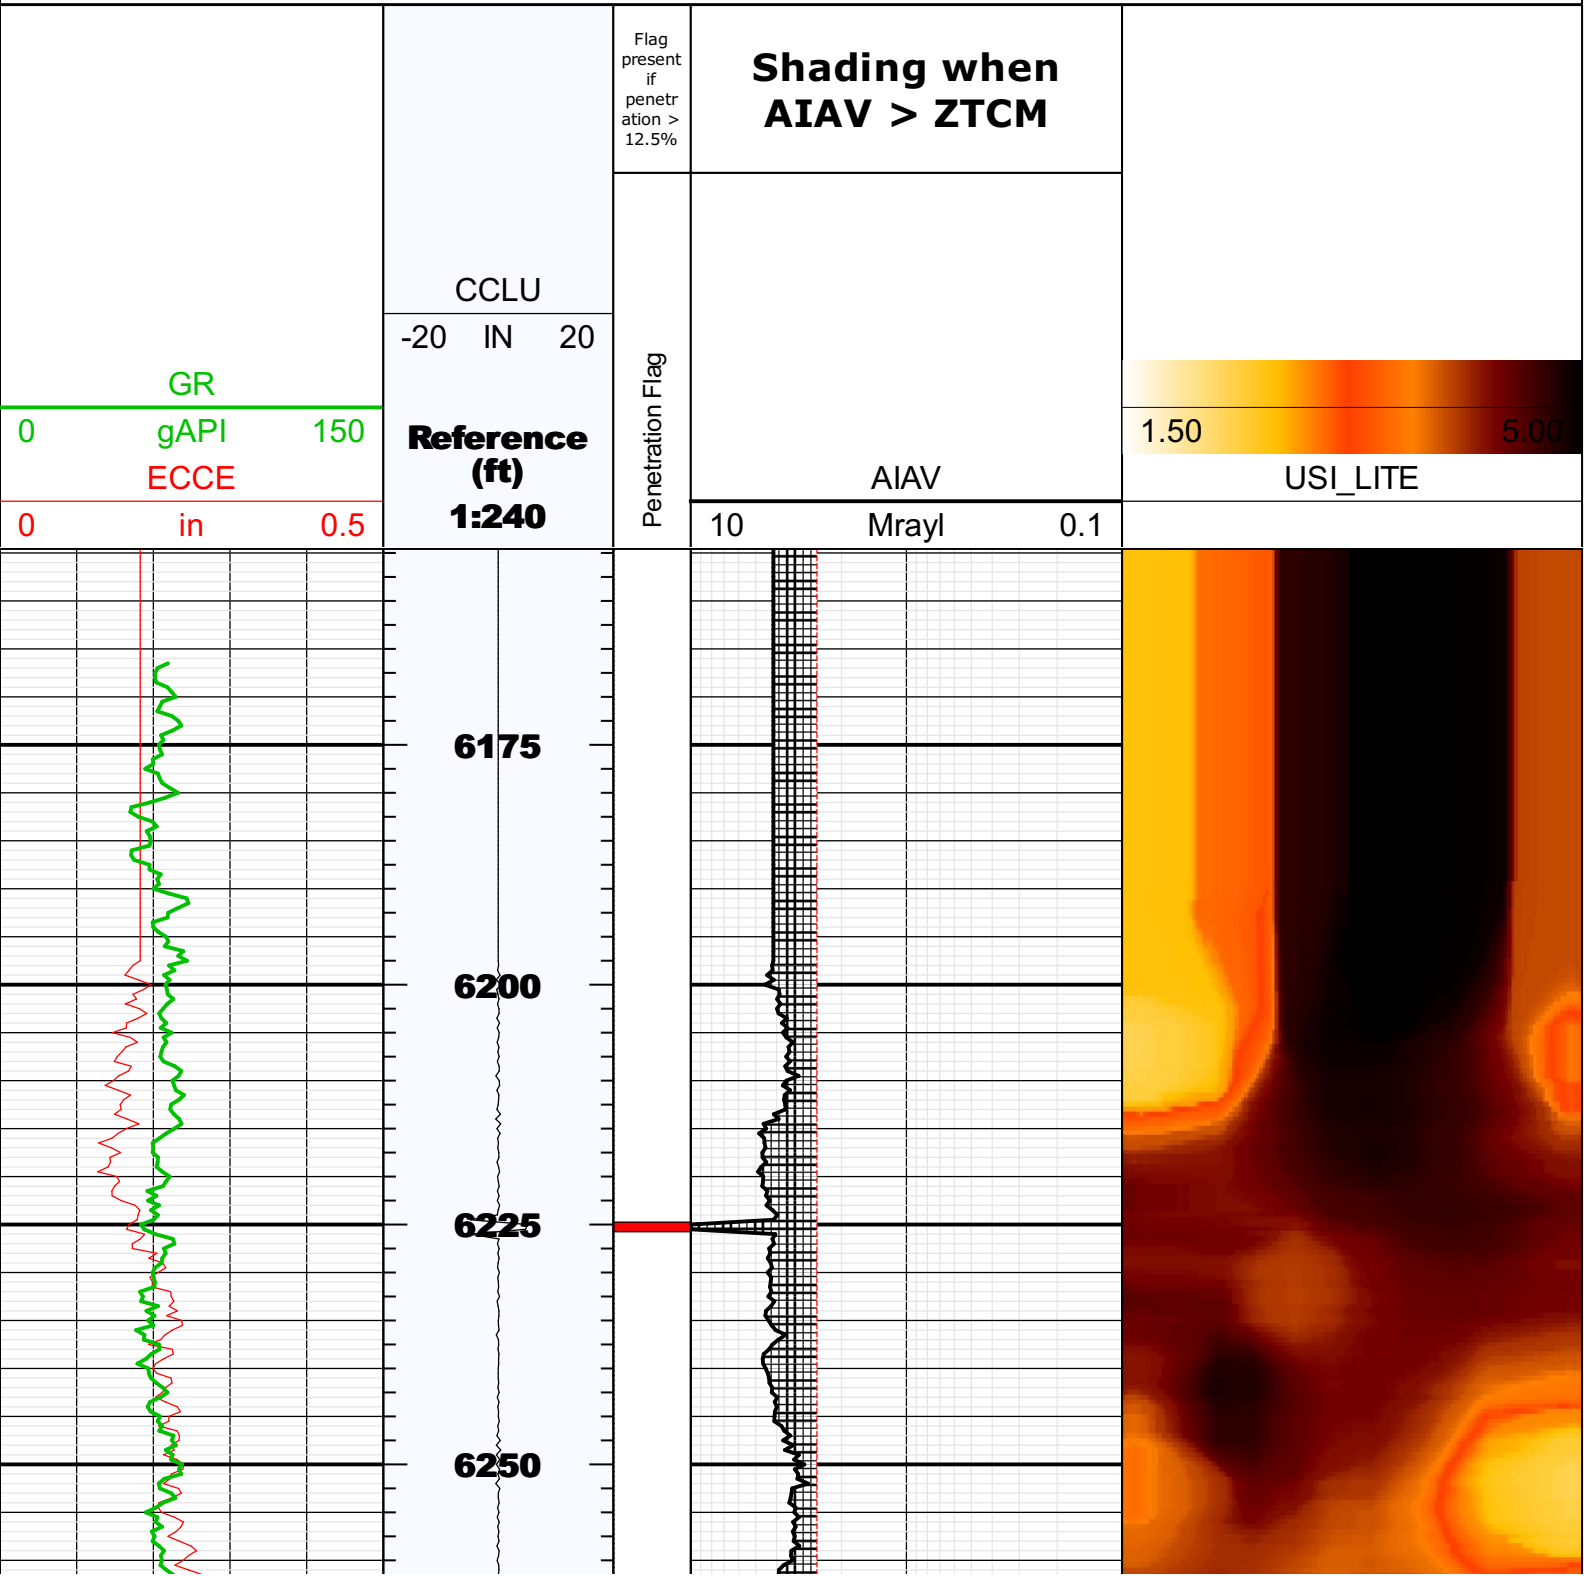 Flag
present
if
penetr
ation >
12.5%
Shading when
AIAV > ZTCM
CCLU
-20 IN 20
GR
0 gAPI 150
ECCE
0 in 0.5
Reference
(ft)
1:240
Penetration Flag
AIAV
10 Mrayl 0.1
1.50 5.00
USI_LITE
6175
6200
6225
6250